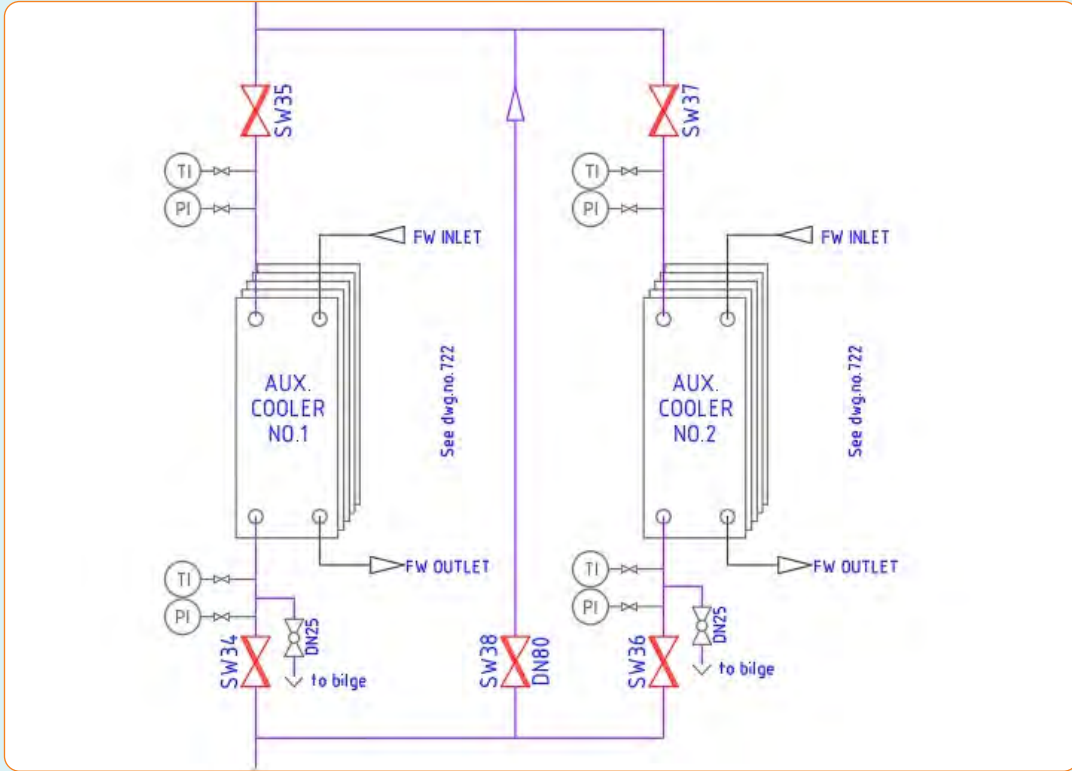 SW35
SW37
TI
PI
TI
PI
FW INLET
FW INLET
AUX.
COOLER
NO.1
See dwg.no.722
AUX.
COOLER
NO.2
See dwg.no.722
FW OUTLET
FW OUTLET
TI
PI
TI
PI
SW34
DN25
to bilge
SW38
DN80
SW36
DN25
to bilge